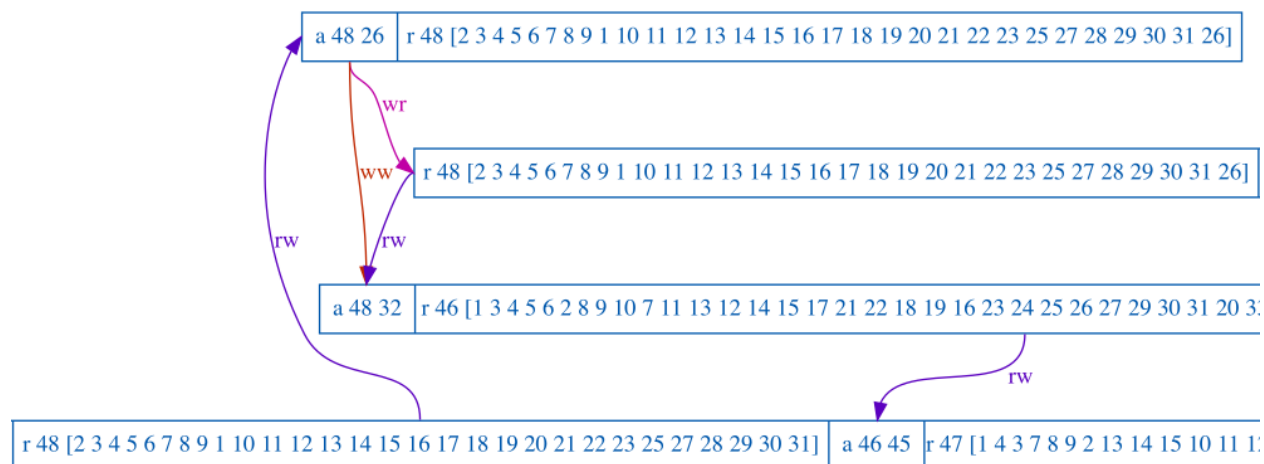 a 48 26 r 48 [2 3 4 5 6 7 8 9 1 10 11 12 13 14 15 16 17 18 19 20 21 22 23 25 27 28 29 30 31 26]
wr
r 48 [2 3 4 5 6 7 8 9 1 10 11 12 13 14 15 16 17 18 19 20 21 22 23 25 27 28 29 30 31 26]
ww
rw rw
a 48 32 r 46 [1 3 4 5 6 2 8 9 10 7 11 13 12 14 15 17 21 22 18 19 16 23 24 25 26 27 29 30 31 20
rw
r 48 [2 3 4 5 6 7 8 9 1 10 11 12 13 14 15 16 17 18 19 20 21 22 23 25 27 28 29 30 31] a 46 45 r 47 [1 4 3 7 8 9 2 13 14 15 10 11